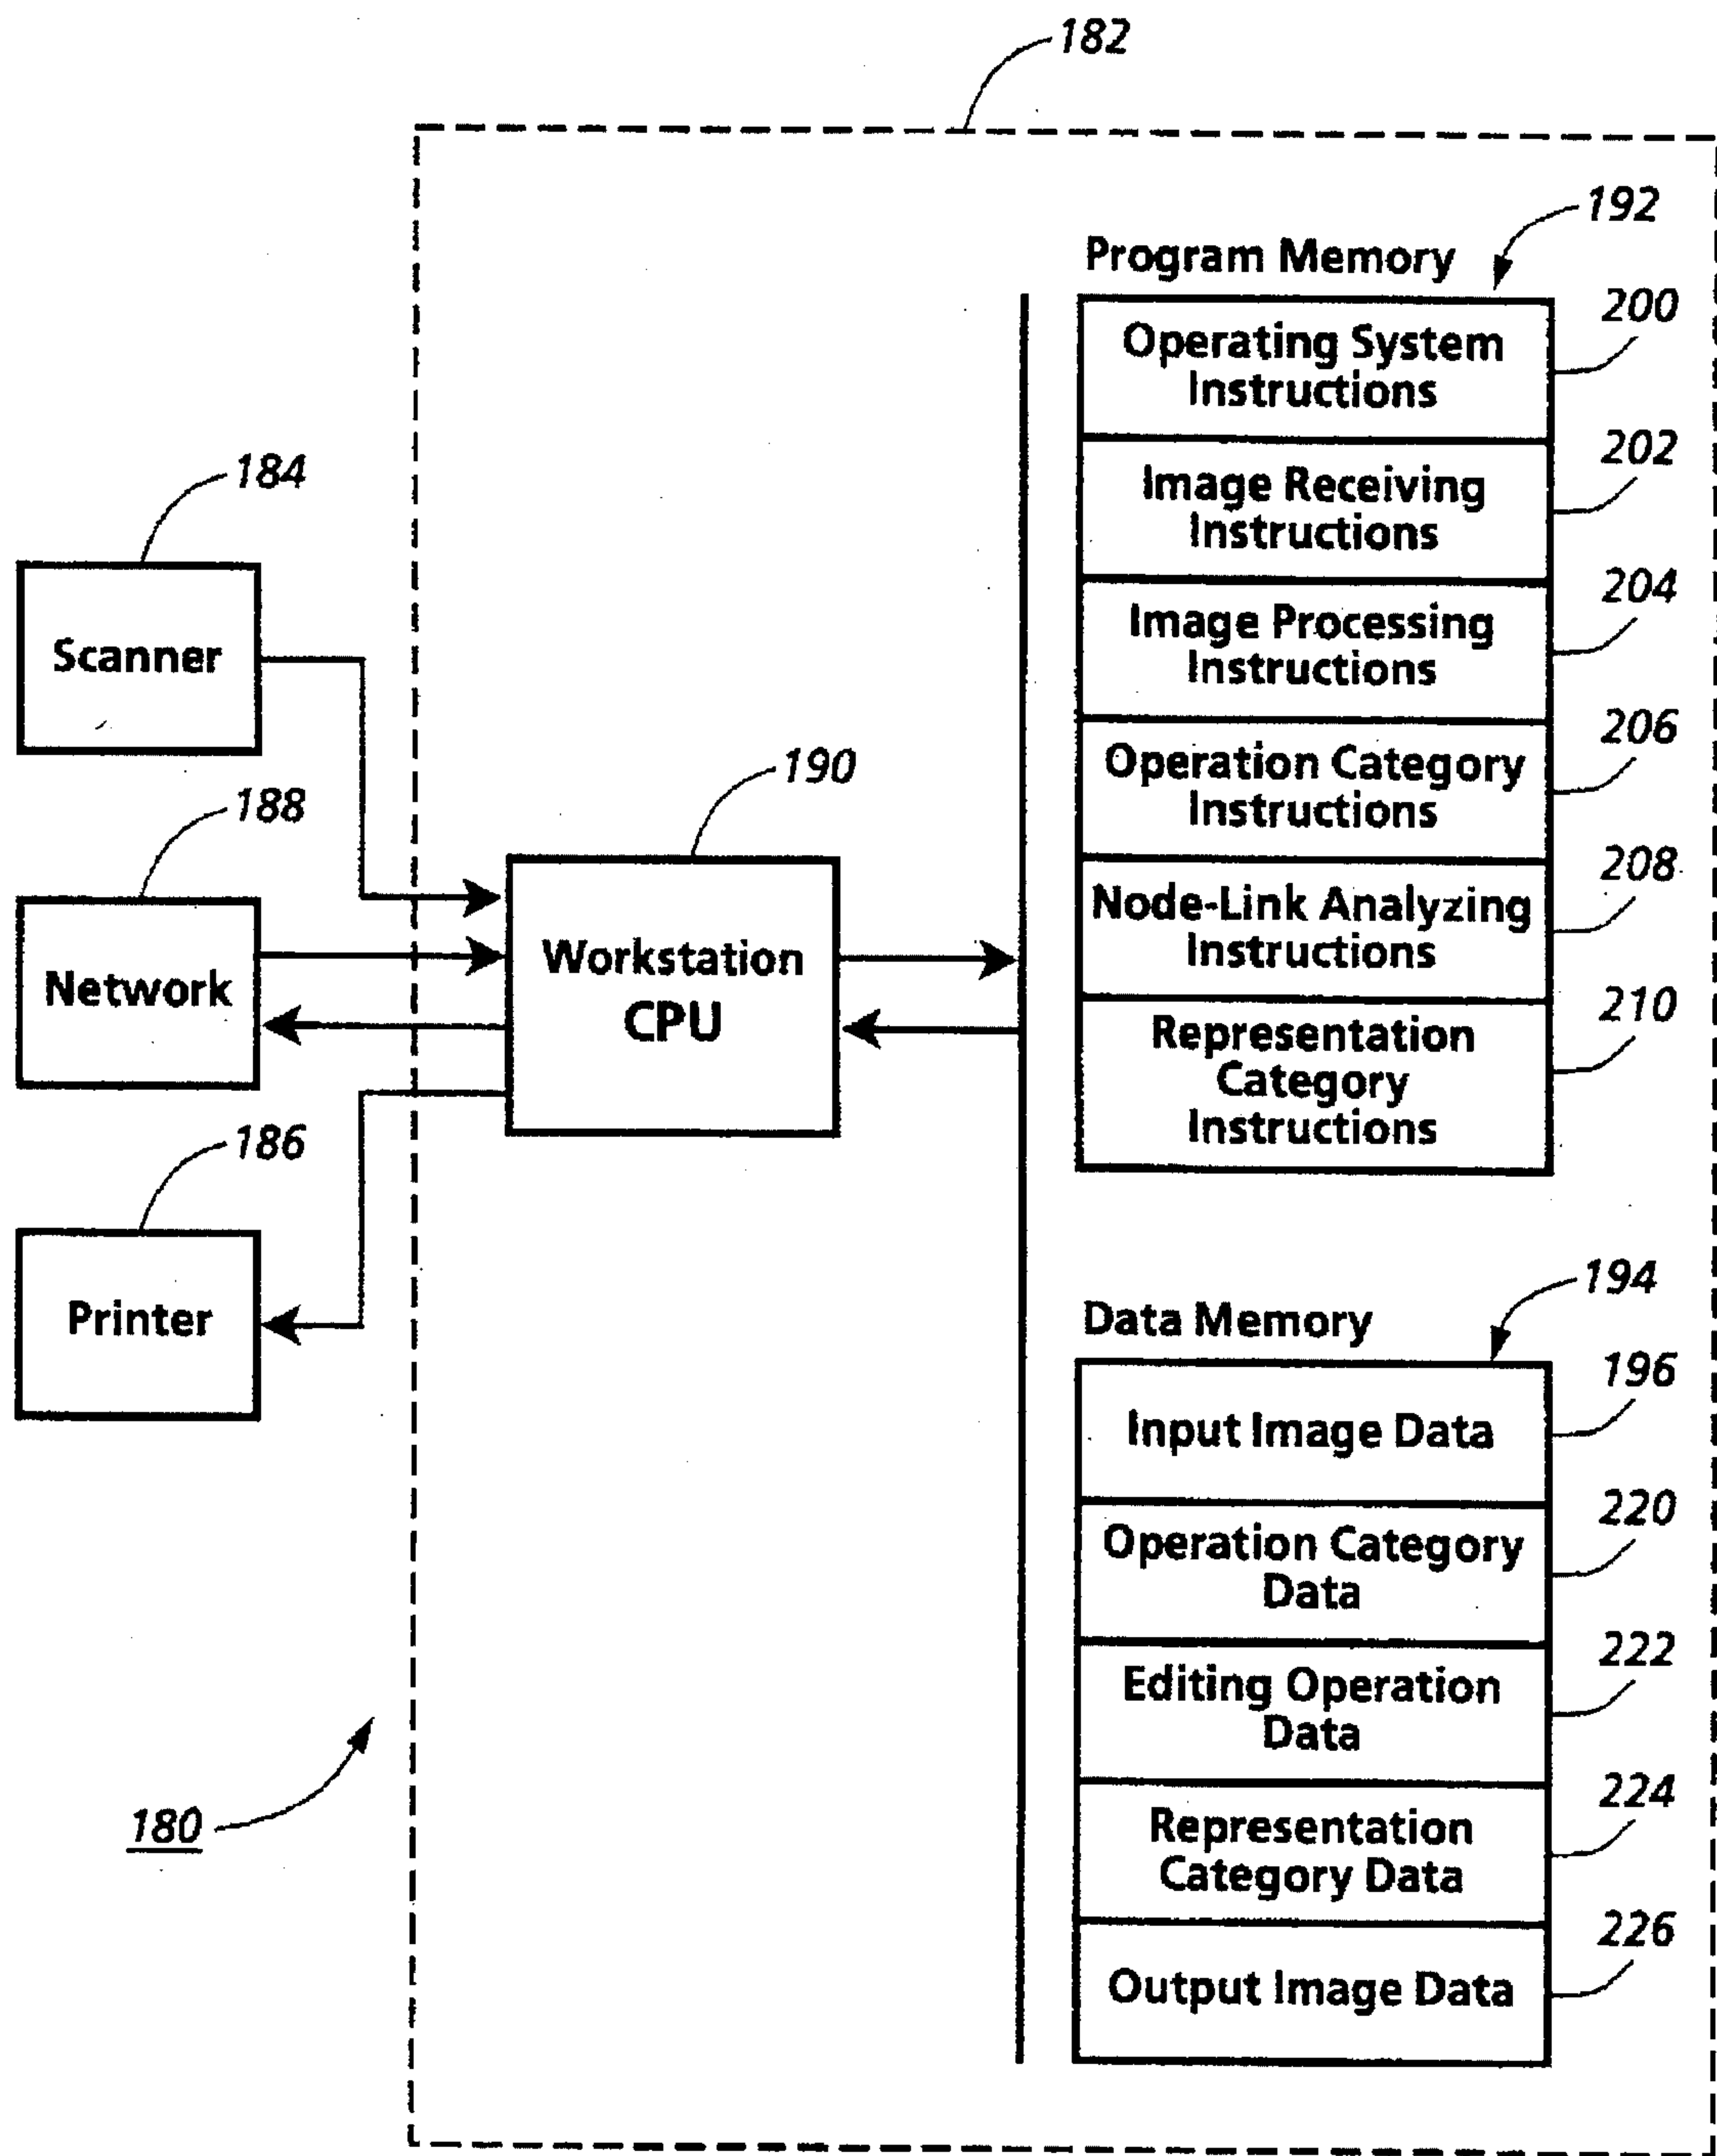 182
192
Program Memory
200
Operating System
Instructions
202
Image Receiving
Instructions
204
Image Processing
Instructions
206
Operation Category
Instructions
208
Node-Link Analyzing
Instructions
210
Representation
Category
Instructions
184
Scanner
188
Network
186
Printer
190
Workstation
CPU
194
Data Memory
196
Input Image Data
220
Operation Category
Data
222
Editing Operation
Data
224
Representation
Category Data
226
Output Image Data
180